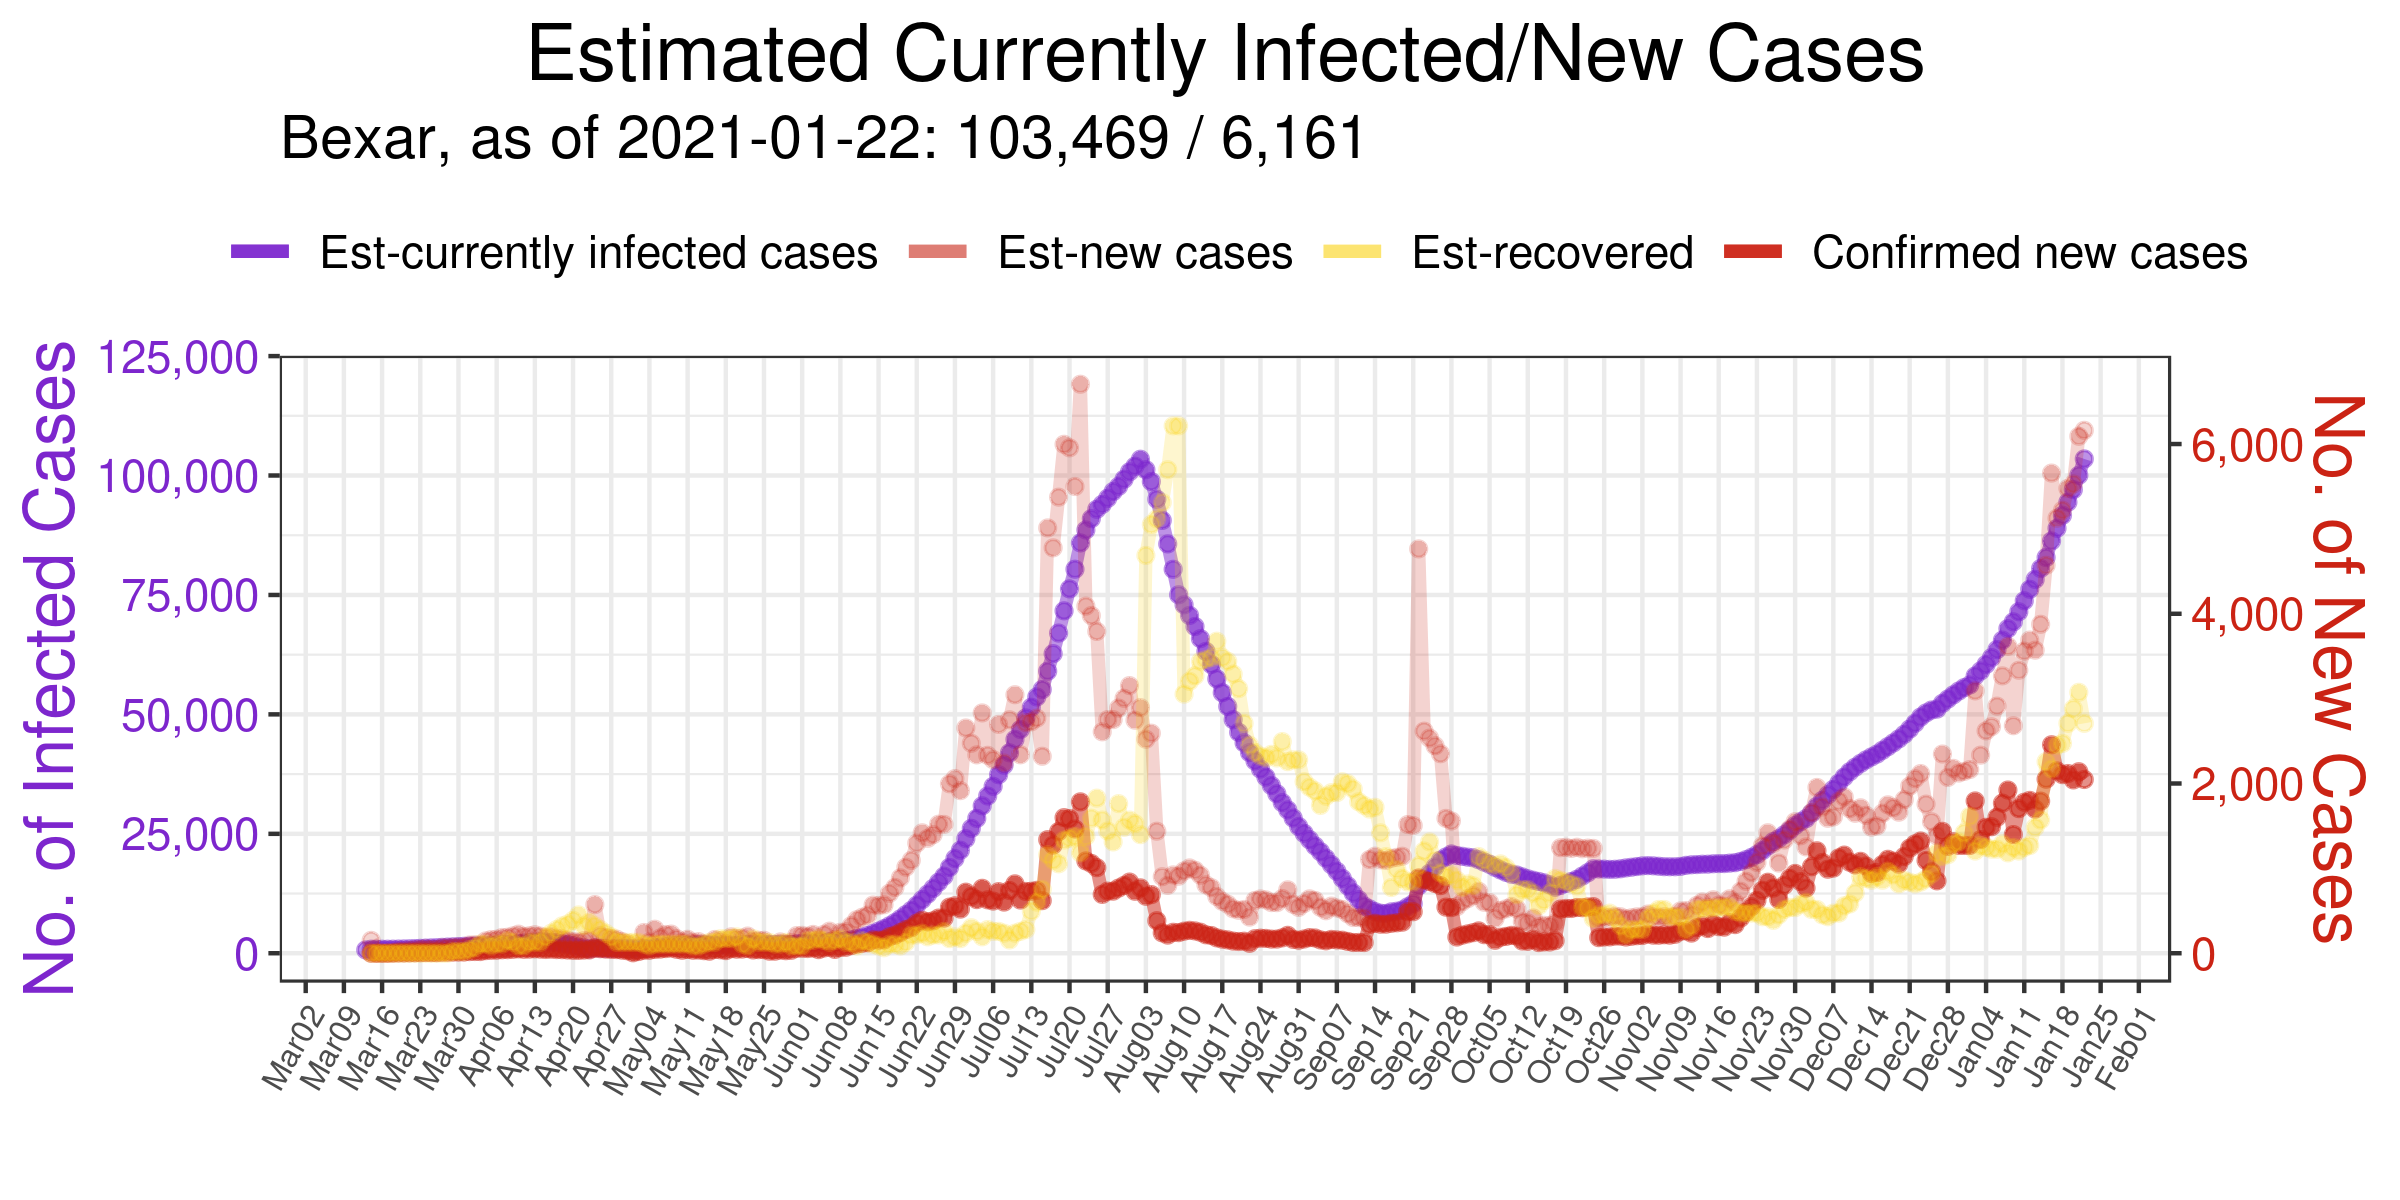 Estimated Currently Infected/New Cases
Bexar, as of 2021-01-22: 103,469 / 6,161
Est-currently infected cases Est-new cases Est-recovered Confirmed new cases
No. of Infected Cases
125,000
100,000
75,000
50,000
25,000
0
6,000
4,000
2,000
0
No. of New Cases
Mar02 Mar09 Mar16 Mar23 Mar30 Apr06 Apr13 Apr20 Apr27 May04 May11 May18 May25 Jun01 Jun08 Jun15 Jun22 Jun29 Jul06 Jul13 Jul20 Jul27 Aug03 Aug10 Aug17 Aug24 Aug31 Sep07 Sep14 Sep21 Sep28 Oct05 Oct12 Oct19 Oct26 Nov02 Nov09 Nov16 Nov23 Nov30 Dec07 Dec14 Dec21 Dec28 Jan04 Jan11 Jan18 Jan25 Feb01